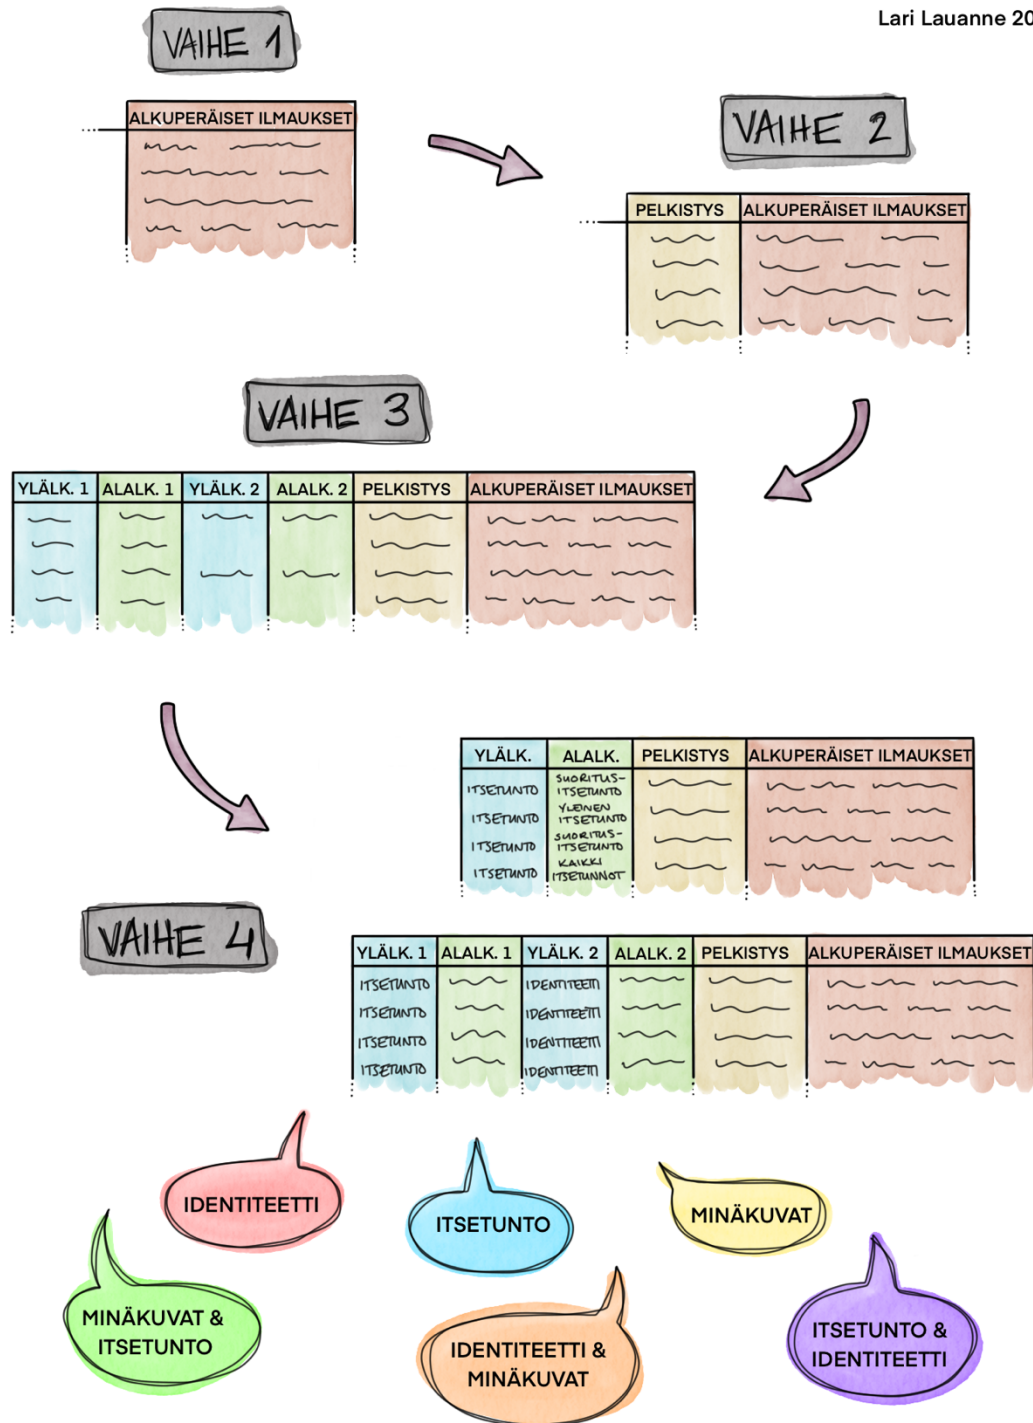 Lari Lauanne 20
VAIHE 1
ALKUPERÄISET ILMAUKSET
VAIHE 2
PELKISTYS ALKUPERÄISET ILMAUKSET
VAIHE 3
YLÄLK. 1 ALALK. 1 YLÄLK. 2 ALALK. 2 PELKISTYS ALKUPERÄISET ILMAUKSET
YLÄLK. ALALK. PELKISTYS ALKUPERÄISET ILMAUKSET
ITSETUNTO SUORITUS-
ITSETUNTO
ITSETUNTO YLEINEN
ITSETUNTO
ITSETUNTO SUORITUS-
ITSETUNTO
ITSETUNTO KAIKKI
ITSETUNNOT
VAIHE 4
YLÄLK. 1 ALALK. 1 YLÄLK. 2 ALALK. 2 PELKISTYS ALKUPERÄISET ILMAUKSET
ITSETUNTO IDENTITEETTI
ITSETUNTO IDENTITEETTI
ITSETUNTO IDENTITEETTI
ITSETUNTO IDENTITEETTI
IDENTITEETTI
ITSETUNTO
MINÄKUVAT
MINÄKUVAT &
ITSETUNTO
IDENTITEETTI &
MINÄKUVAT
ITSETUNTO &
IDENTITEETTI